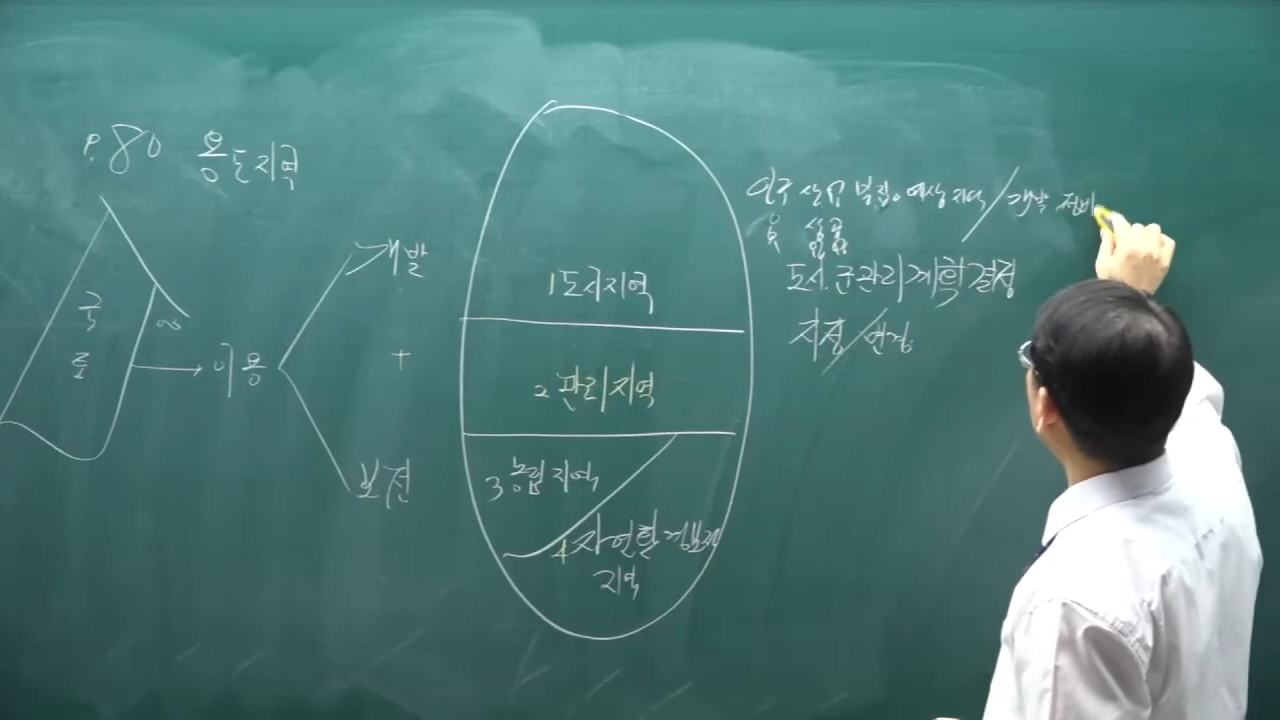 P.80 용도지역
국
토
이용
개발
+
보전
1 도시지역
2 관리지역
3 농림지역
4 자연환경보전
지역
인구 산업 밀집 예상지역 / 개발 정비
도시.군관리계획결정
지정/변경